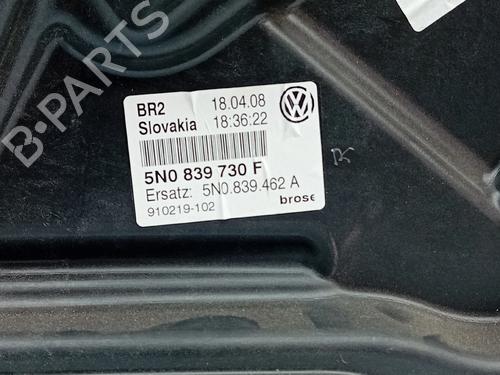 B-PARTS
BR2 18.04.08
Slovakia 18:36:22
5N0 839 730 F
Ersatz: 5N0.839.462 A
910219-102
brose